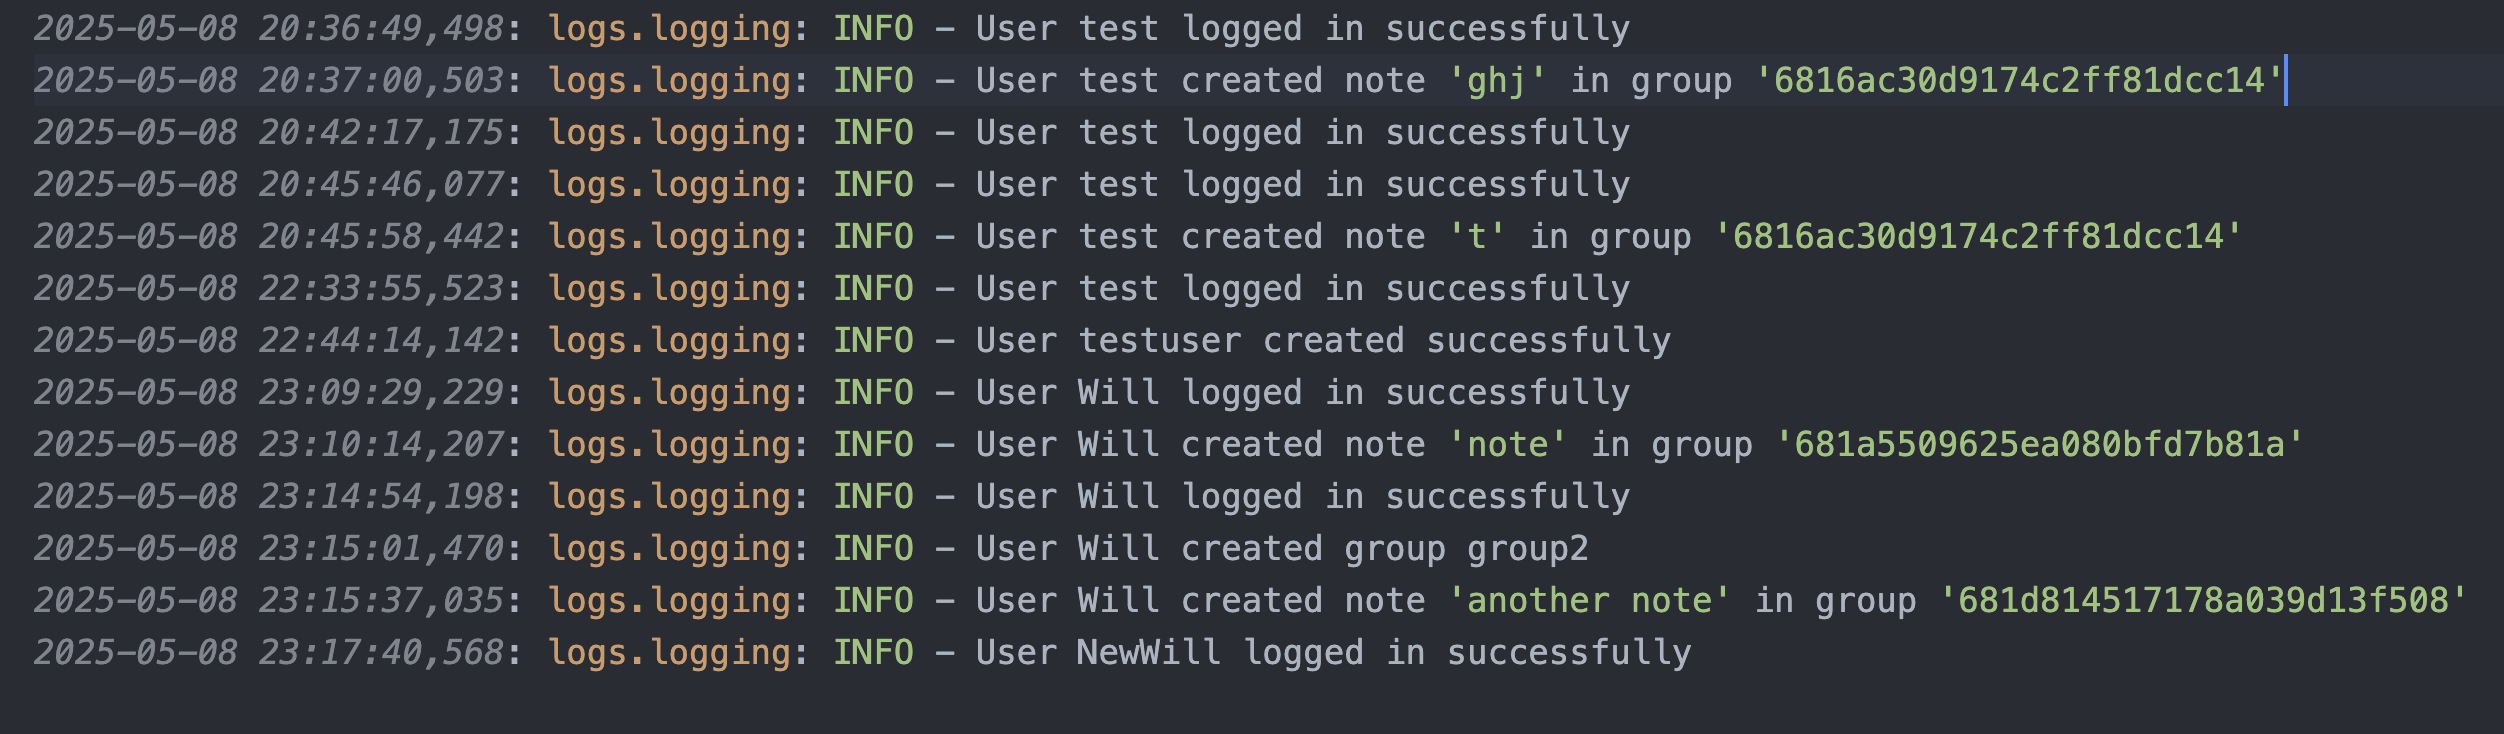 2025-05-08 20:36:49,498: logs.logging: INFO - User test logged in successfully
2025-05-08 20:37:00,503: logs.logging: INFO - User test created note 'ghj' in group '6816ac30d9174c2ff81dcc14'
2025-05-08 20:42:17,175: logs.logging: INFO - User test logged in successfully
2025-05-08 20:45:46,077: logs.logging: INFO - User test logged in successfully
2025-05-08 20:45:58,442: logs.logging: INFO - User test created note 't' in group '6816ac30d9174c2ff81dcc14'
2025-05-08 22:33:55,523: logs.logging: INFO - User test logged in successfully
2025-05-08 22:44:14,142: logs.logging: INFO - User testuser created successfully
2025-05-08 23:09:29,229: logs.logging: INFO - User Will logged in successfully
2025-05-08 23:10:14,207: logs.logging: INFO - User Will created note 'note' in group '681a5509625ea080bfd7b81a'
2025-05-08 23:14:54,198: logs.logging: INFO - User Will logged in successfully
2025-05-08 23:15:01,470: logs.logging: INFO - User Will created group group2
2025-05-08 23:15:37,035: logs.logging: INFO - User Will created note 'another note' in group '681d814517178a039d13f508'
2025-05-08 23:17:40,568: logs.logging: INFO - User NewWill logged in successfully